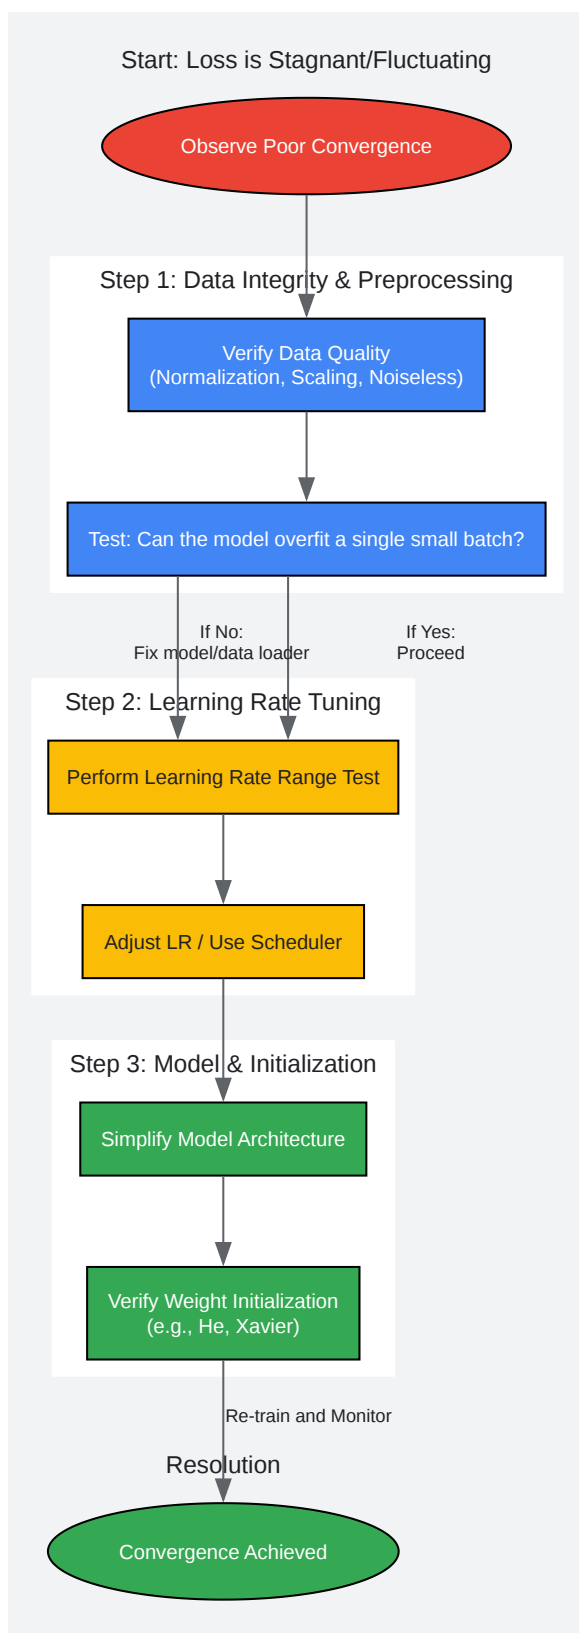 Start: Loss is Stagnant/Fluctuating
Observe Poor Convergence
Step 1: Data Integrity & Preprocessing
Verify Data Quality
(Normalization, Scaling, Noiseless)
Test: Can the model overfit a single small batch?
If No:
Fix model/data loader
If Yes:
Proceed
Step 2: Learning Rate Tuning
Perform Learning Rate Range Test
Adjust LR / Use Scheduler
Step 3: Model & Initialization
Simplify Model Architecture
Verify Weight Initialization
(e.g., He, Xavier)
Re-train and Monitor
Resolution
Convergence Achieved